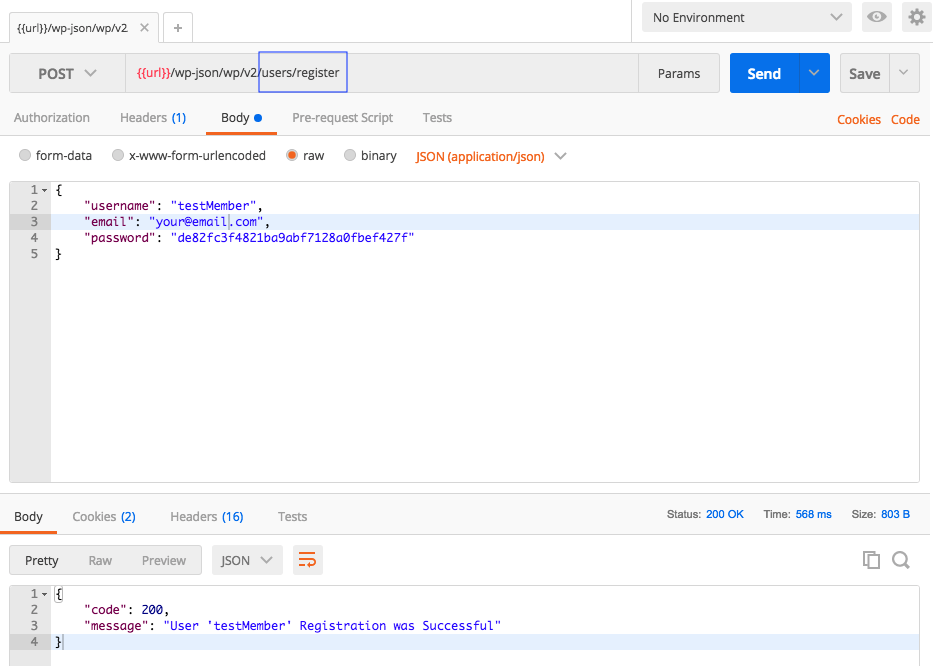 {{url}}/wp-json/wp/v2 × +
No Environment
POST {{url}}/wp-json/wp/v2/users/register Params Send Save
Authorization Headers (1) Body Pre-request Script Tests Cookies Code
form-data x-www-form-urlencoded raw binary JSON (application/json)
1 {
2 "username": "testMember",
3 "email": "your@email.com",
4 "password": "de82fc3f4821ba9abf7128a0fbef427f"
5 }
Body Cookies (2) Headers (16) Tests Status: 200 OK Time: 568 ms Size: 803 B
Pretty Raw Preview JSON
1 {
2 "code": 200,
3 "message": "User 'testMember' Registration was Successful"
4 }